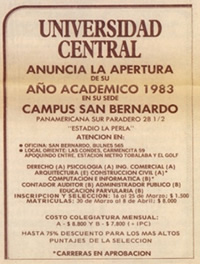 UNIVERSIDAD
CENTRAL
ANUNCIA LA APERTURA
DE SU
AÑO ACADEMICO 1983
EN SU SEDE
CAMPUS SAN BERNARDO
PANAMERICANA SUR PARADERO 28 1/2
"ESTADIO LA PERLA"
ATENCION EN:
● OFICINA: SAN BERNARDO, BULNES 565
● LOCAL ORIENTE: LAS CONDES, CARMENCITA 59
APOQUINDO ENTRE, ESTACION METRO TOBALABA Y EL GOLF
DERECHO (A) PSICOLOGIA (A) ING. COMERCIAL (A)
ARQUITECTURA (E) CONSTRUCCION CIVIL (A)*
COMPUTACION E INFORMATICA (B)*
CONTADOR AUDITOR (B) ADMINISTRADOR PUBLICO (B)
EDUCACION PARVULARIA (B)
INSCRIPCION Y SELECCION: 16 al 25 de Marzo: $ 1.500
MATRICULAS: 30 de Marzo al 8 de Abril: $ 8.000
COSTO COLEGIATURA MENSUAL:
A - $ 8.800 Y B - $ 7.800 (+ IPC)
HASTA 75% DESCUENTO PARA LOS MAS ALTOS
PUNTAJES DE LA SELECCION
*CARRERAS EN APROBACION